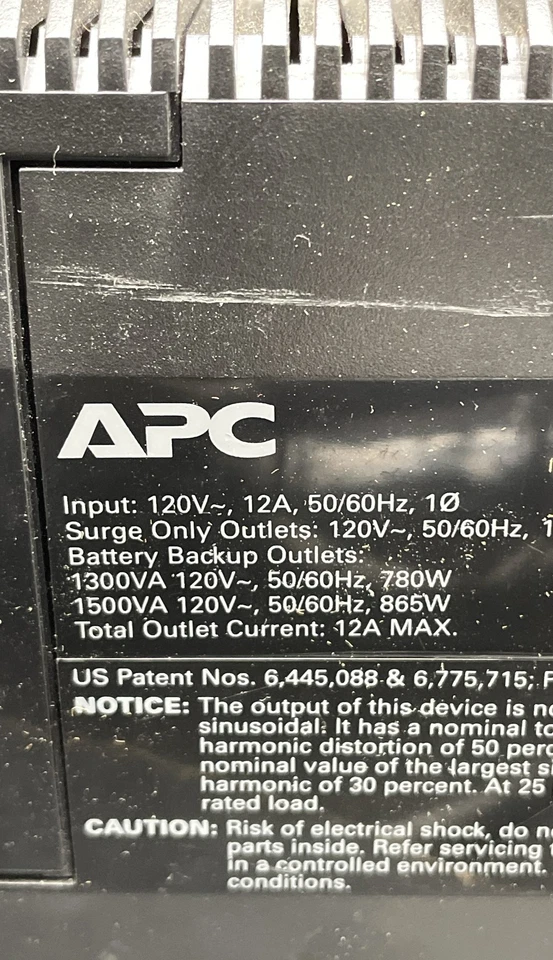 APC
Input: 120V~, 12A, 50/60Hz, 1Ø
Surge Only Outlets: 120V~, 50/60Hz, 1
Battery Backup Outlets:
1300VA 120V~, 50/60Hz, 780W
1500VA 120V~, 50/60Hz, 865W
Total Outlet Current: 12A MAX.
US Patent Nos. 6,445,088 & 6,775,715; F
NOTICE: The output of this device is no
sinusoidal. It has a nominal to
harmonic distortion of 50 perc
nominal value of the largest si
harmonic of 30 percent. At 25
rated load.
CAUTION: Risk of electrical shock, do no
parts inside. Refer servicing t
in a controlled environment.
conditions.